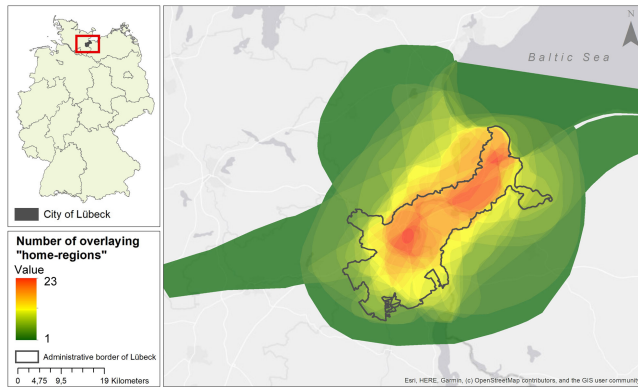 City of Lübeck
Number of overlaying
"home-regions"
Value
23
1
Administrative border of Lübeck
0 4,75 9,5 19 Kilometers
N
Baltic Sea
Esri, HERE, Garmin, (c) OpenStreetMap contributors, and the GIS user community